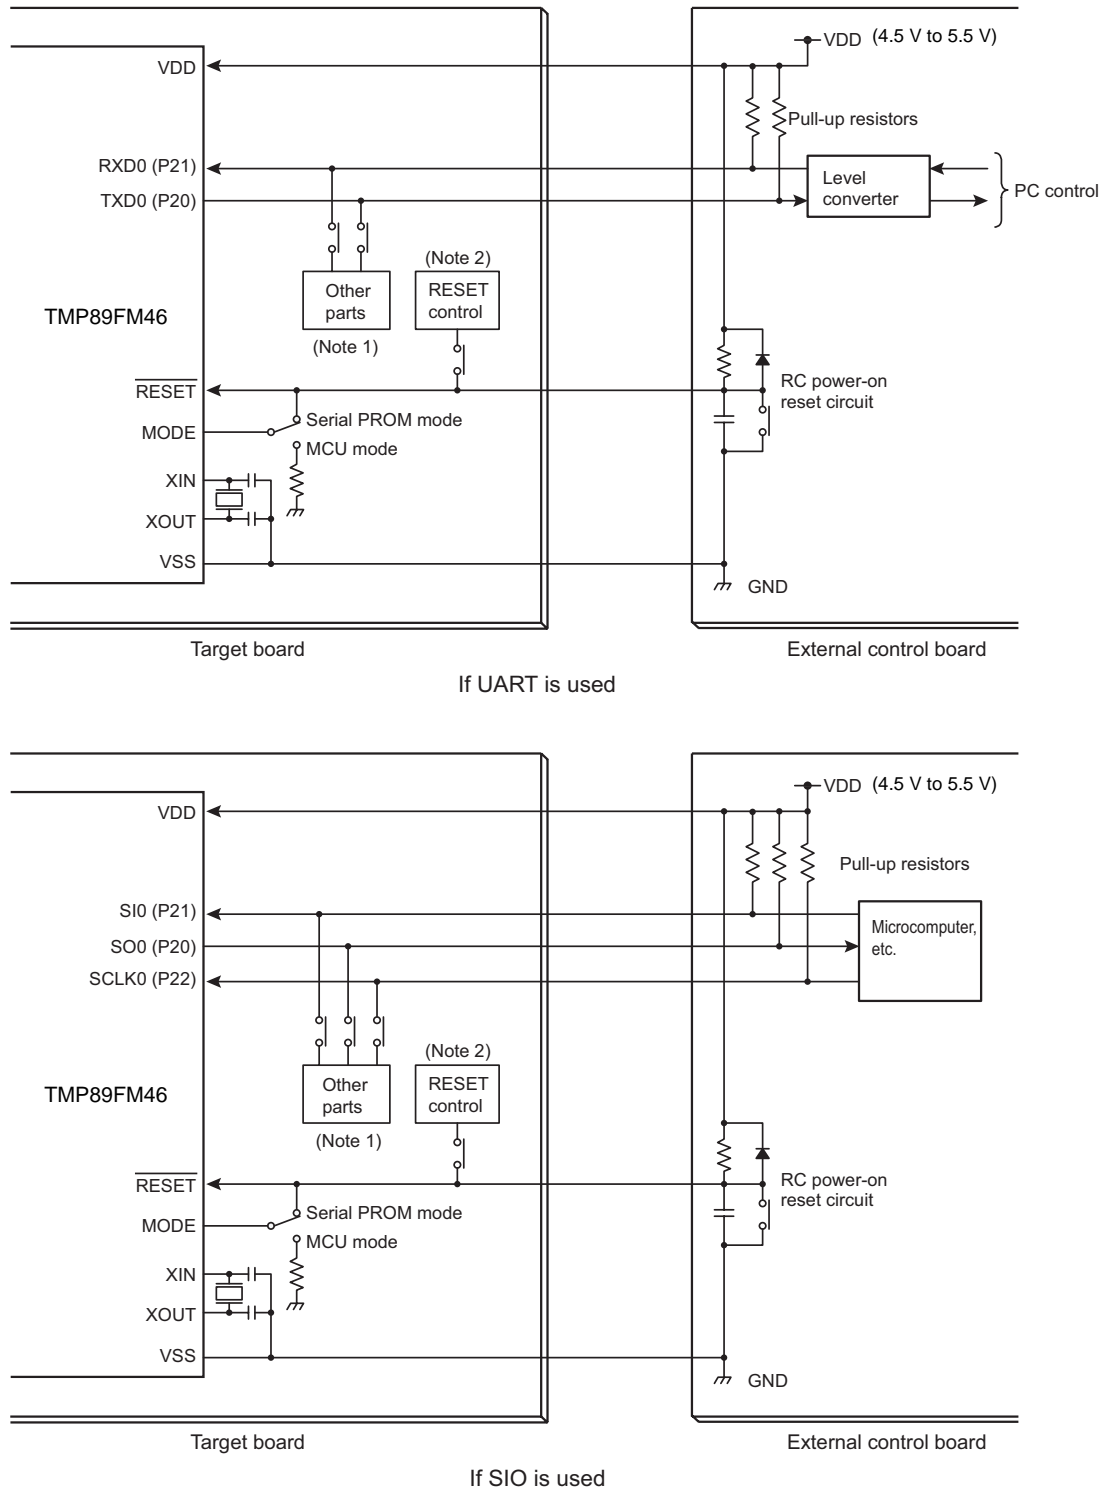 VDD (4.5 V to 5.5 V)
VDD
Pull-up resistors
RXD0 (P21)
TXD0 (P20)
Level
converter
PC control
(Note 2)
Other
parts
RESET
control
TMP89FM46
(Note 1)
RESET
RC power-on
reset circuit
MODE
Serial PROM mode
MCU mode
XIN
XOUT
VSS
GND
Target board
External control board
If UART is used
VDD (4.5 V to 5.5 V)
VDD
Pull-up resistors
SI0 (P21)
SO0 (P20)
SCLK0 (P22)
Microcomputer,
etc.
(Note 2)
Other
parts
RESET
control
TMP89FM46
(Note 1)
RESET
RC power-on
reset circuit
MODE
Serial PROM mode
MCU mode
XIN
XOUT
VSS
GND
Target board
External control board
If SIO is used